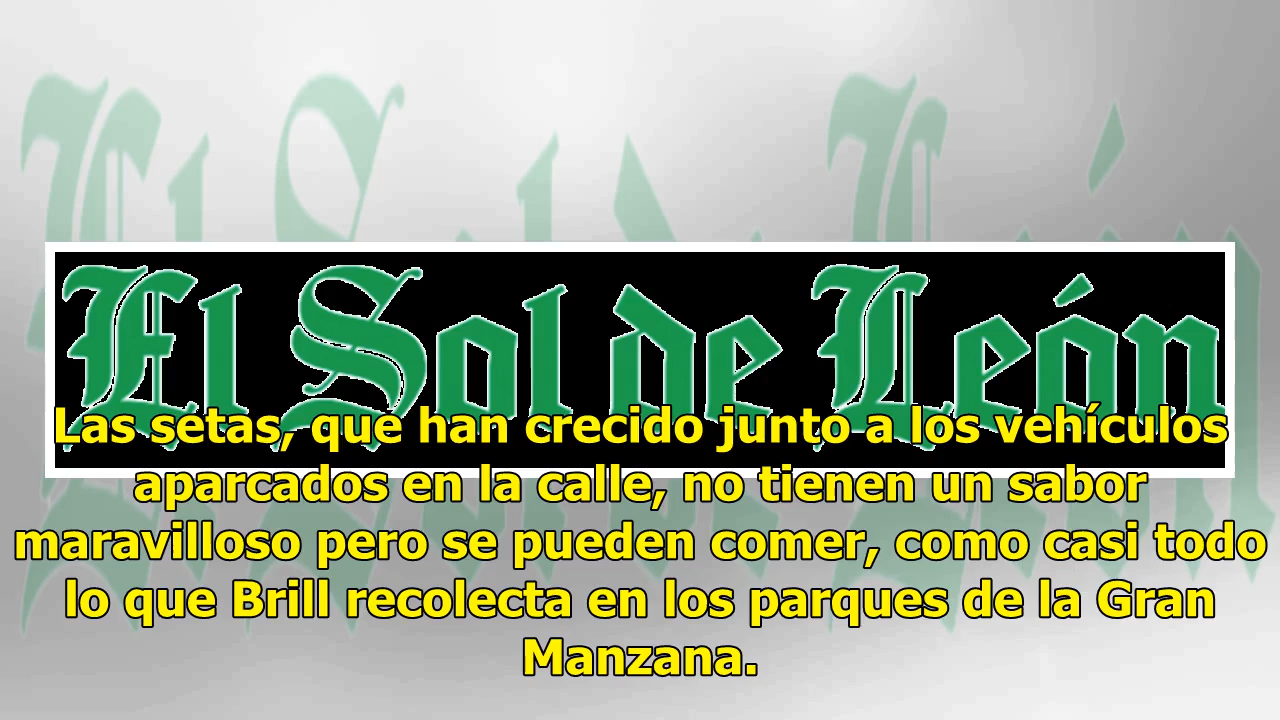 El Sol de León
Las setas, que han crecido junto a los vehículos
aparcados en la calle, no tienen un sabor
maravilloso pero se pueden comer, como casi todo
lo que Brill recolecta en los parques de la Gran
Manzana.